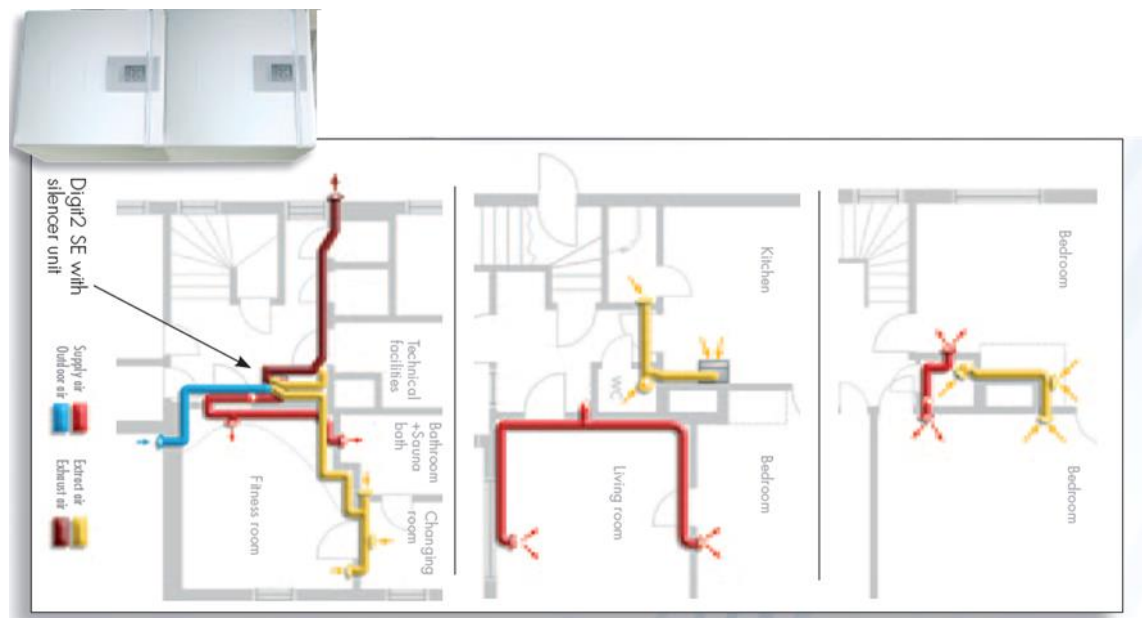 Digit2 SE with
silencer unit
Supply air
Outdoor air
Extract air
Exhaust air
Technical
facilities
Bathroom
+Sauna
bath
Changing
room
Fitness room
Kitchen
WC
Living room
Bedroom
Bedroom
Bedroom